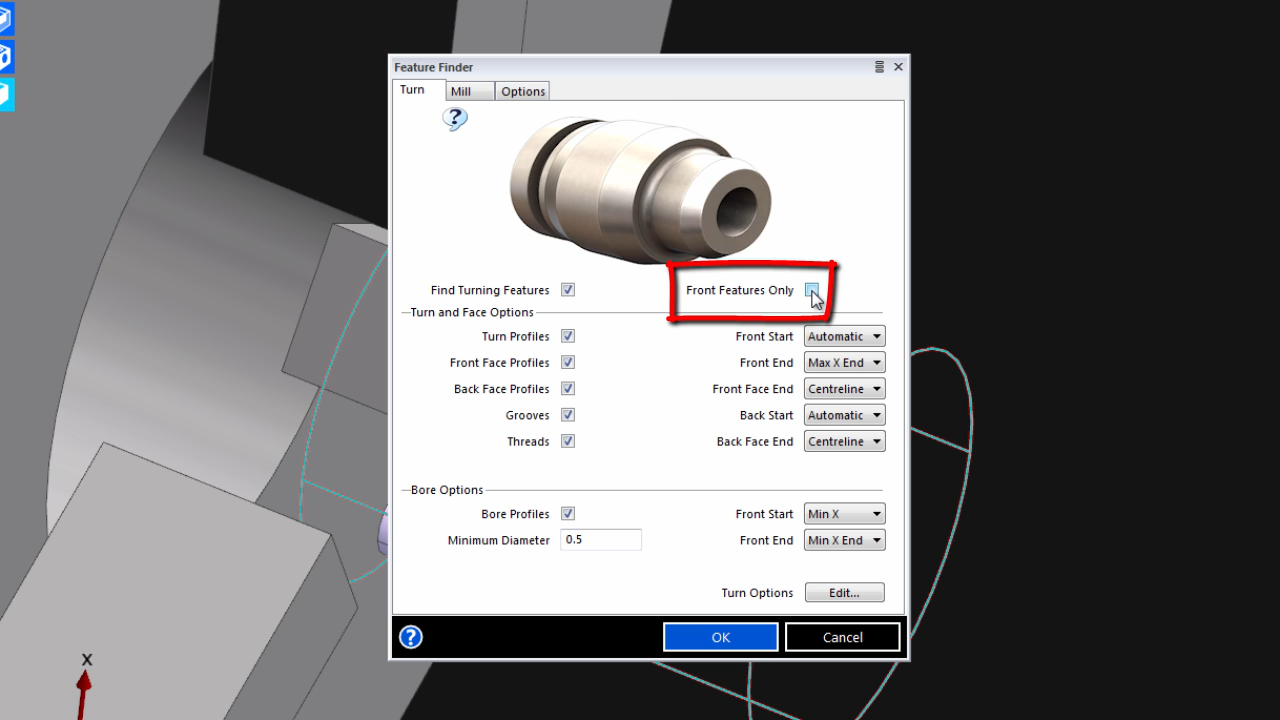 Feature Finder
Turn Mill Options
?
Find Turning Features Front Features Only
Turn and Face Options
Turn Profiles Front Start Automatic
Front Face Profiles Front End Max X End
Back Face Profiles Front Face End Centreline
Grooves Back Start Automatic
Threads Back Face End Centreline
Bore Options
Bore Profiles Front Start Min X
Minimum Diameter 0.5 Front End Min X End
Turn Options Edit...
? OK Cancel
X